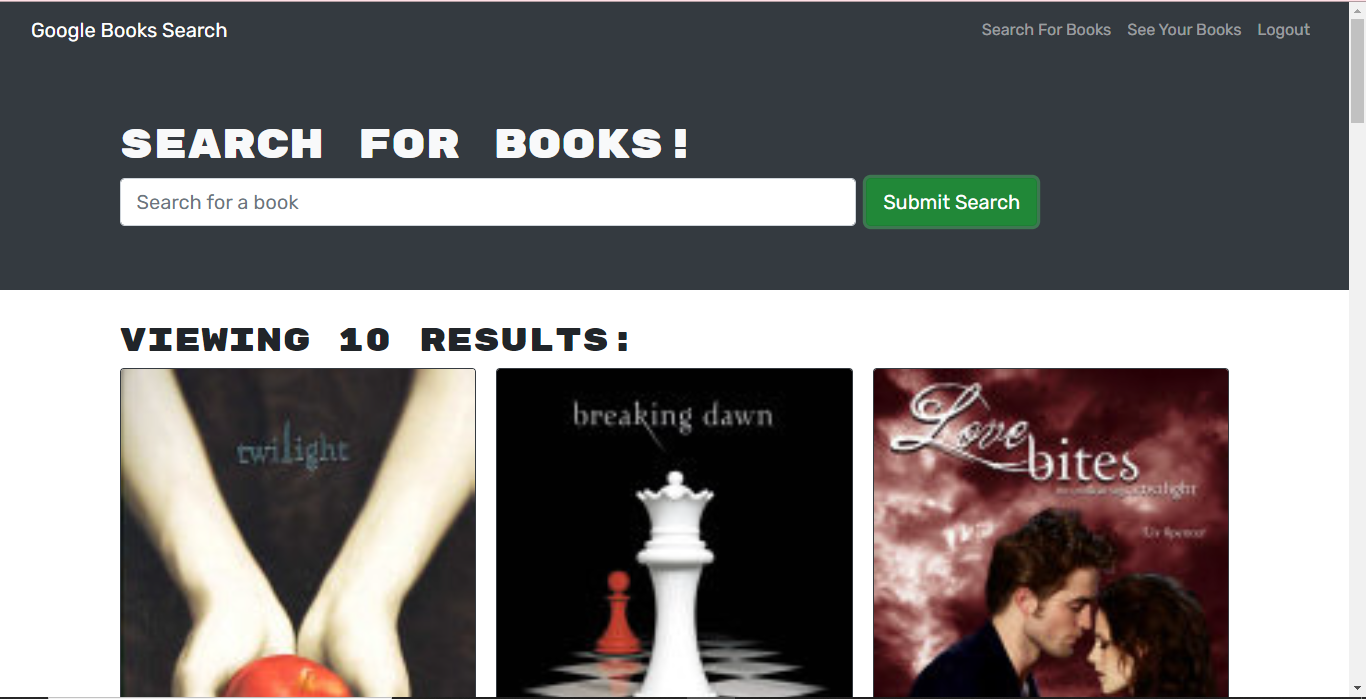 Google Books Search
Search For Books See Your Books Logout
SEARCH FOR BOOKS!
Search for a book
Submit Search
VIEWING 10 RESULTS:
twilight
breaking dawn
Love
bites
twilight
Liv Spencer